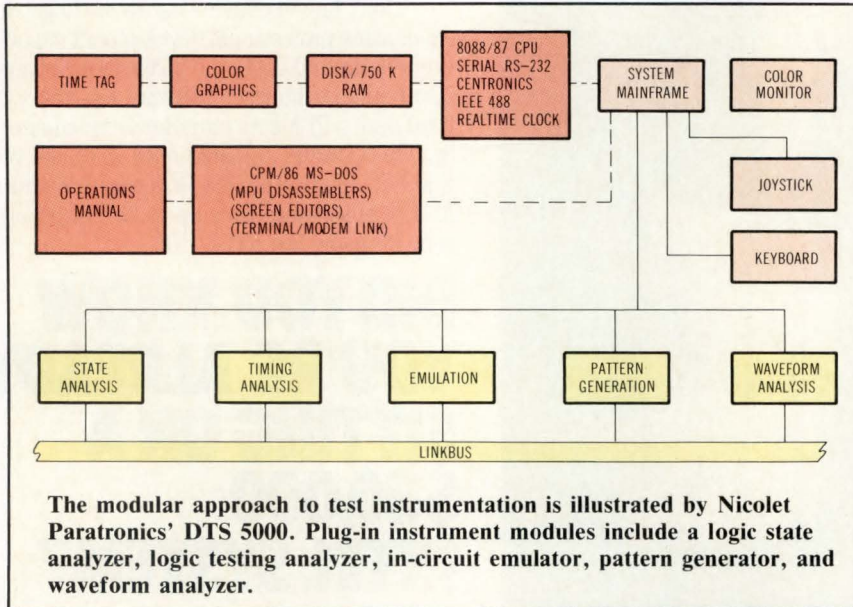 TIME TAG
COLOR
GRAPHICS
DISK/750 K
RAM
8088/87 CPU
SERIAL RS-232
CENTRONICS
IEEE 488
REALTIME CLOCK
SYSTEM
MAINFRAME
COLOR
MONITOR
OPERATIONS
MANUAL
CPM/86 MS-DOS
(MPU DISASSEMBLERS)
(SCREEN EDITORS)
(TERMINAL/MODEM LINK)
JOYSTICK
KEYBOARD
STATE
ANALYSIS
TIMING
ANALYSIS
EMULATION
PATTERN
GENERATION
WAVEFORM
ANALYSIS
LINKBUS
The modular approach to test instrumentation is illustrated by Nicolet
Paratronics' DTS 5000. Plug-in instrument modules include a logic state
analyzer, logic testing analyzer, in-circuit emulator, pattern generator, and
waveform analyzer.